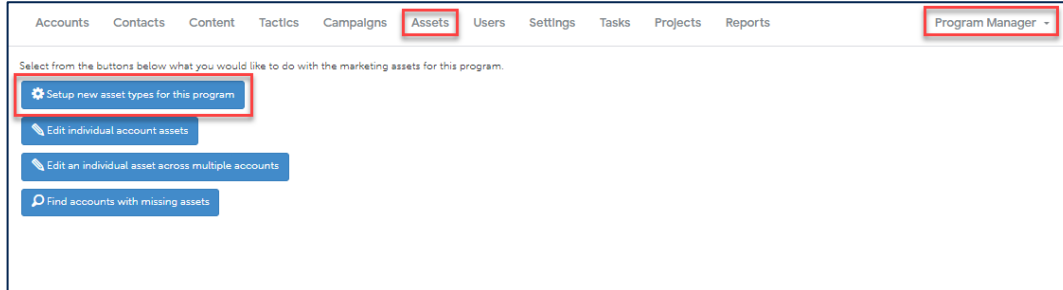 Accounts Contacts Content Tactics Campaigns Assets Users Settings Tasks Projects Reports Program Manager
Select from the buttons below what you would like to do with the marketing assets for this program.
Setup new asset types for this program
Edit individual account assets
Edit an individual asset across multiple accounts
Find accounts with missing assets